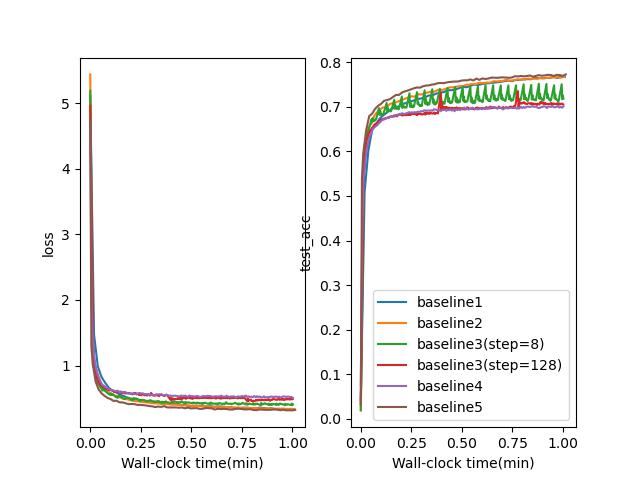 loss
5
4
3
2
1
0.00 0.25 0.50 0.75 1.00
Wall-clock time(min)
test_acc
0.8
0.7
0.6
0.5
0.4
0.3
0.2
0.1
0.0
baseline1
baseline2
baseline3(step=8)
baseline3(step=128)
baseline4
baseline5
0.00 0.25 0.50 0.75 1.00
Wall-clock time(min)